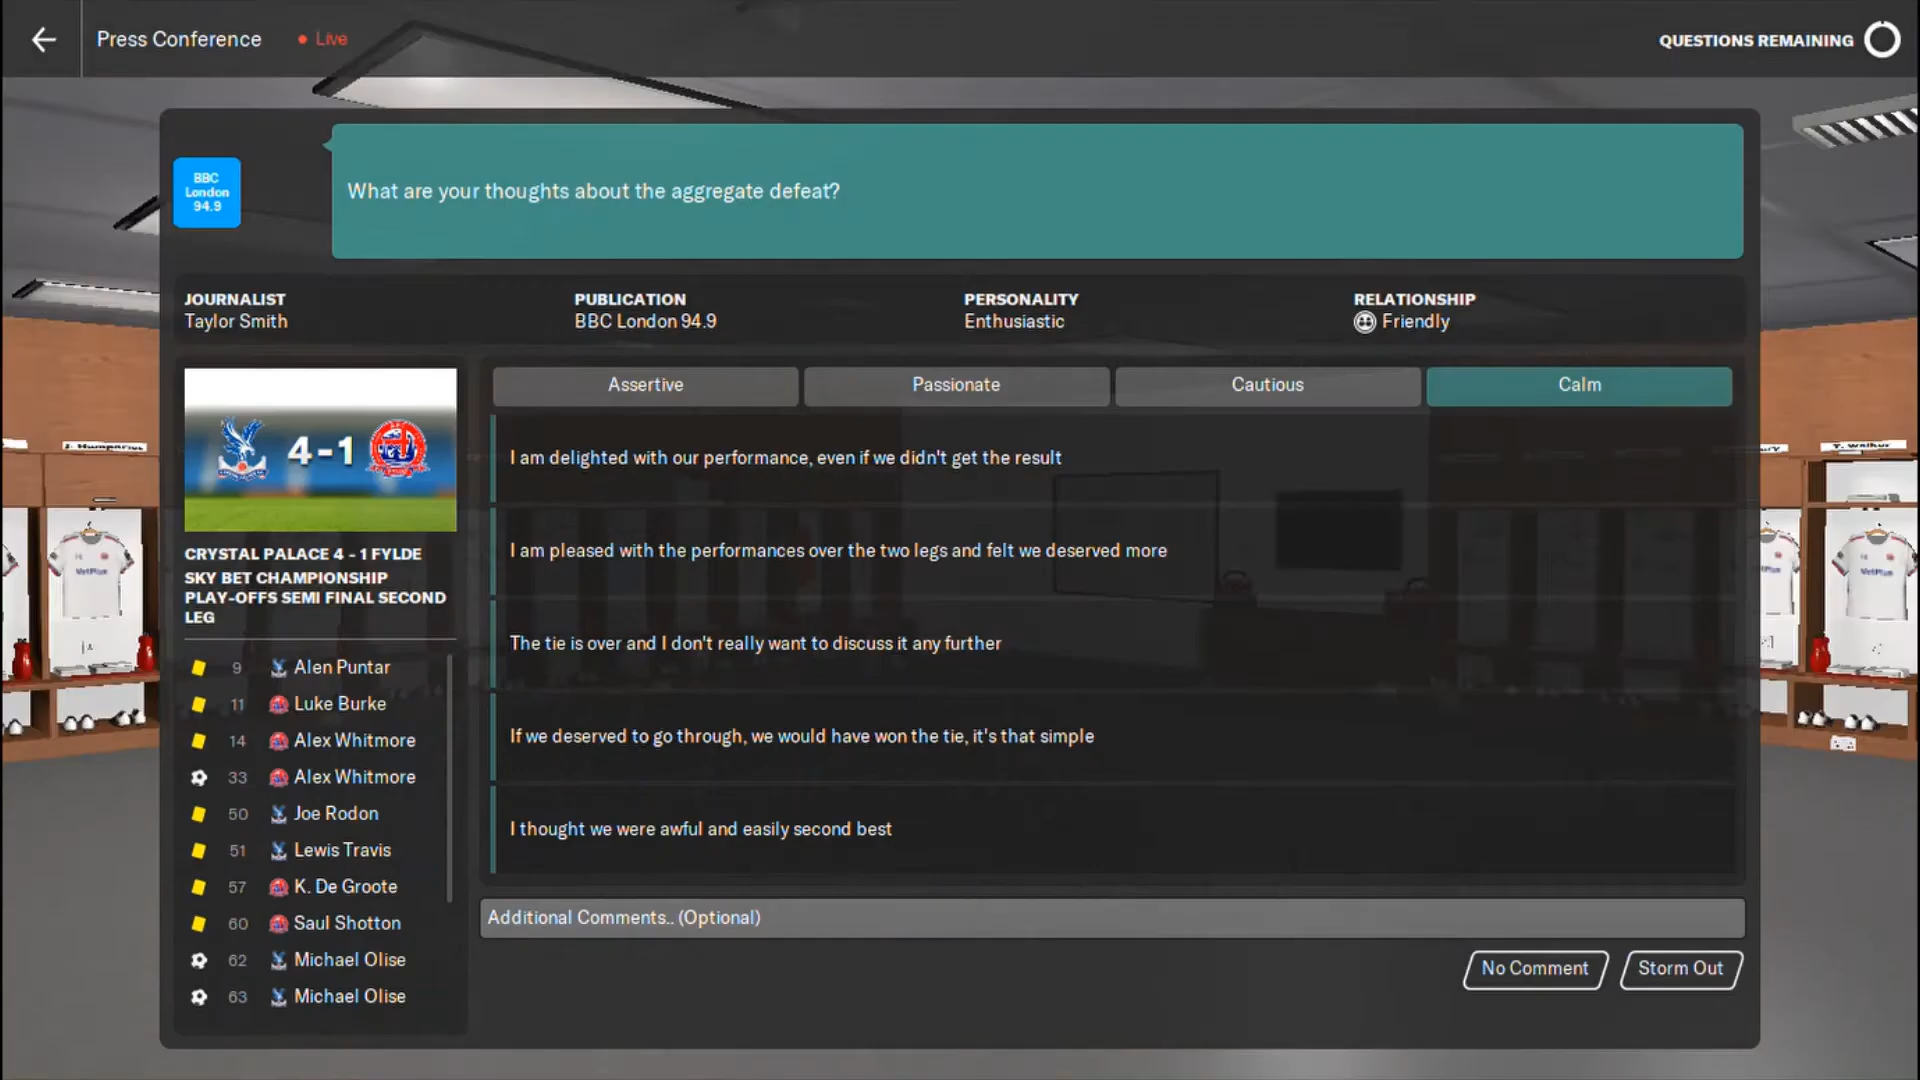 Press Conference
Live
QUESTIONS REMAINING
BBC
London
94.9
What are your thoughts about the aggregate defeat?
JOURNALIST
Taylor Smith
PUBLICATION
BBC London 94.9
PERSONALITY
Enthusiastic
RELATIONSHIP
Friendly
4-1
CRYSTAL PALACE 4 - 1 FYLDE
SKY BET CHAMPIONSHIP
PLAY-OFFS SEMI FINAL SECOND
LEG
9 Alen Puntar
11 Luke Burke
14 Alex Whitmore
33 Alex Whitmore
50 Joe Rodon
51 Lewis Travis
57 K. De Groote
60 Saul Shotton
62 Michael Olise
63 Michael Olise
Assertive
Passionate
Cautious
Calm
I am delighted with our performance, even if we didn't get the result
I am pleased with the performances over the two legs and felt we deserved more
The tie is over and I don't really want to discuss it any further
If we deserved to go through, we would have won the tie, it's that simple
I thought we were awful and easily second best
Additional Comments.. (Optional)
No Comment
Storm Out